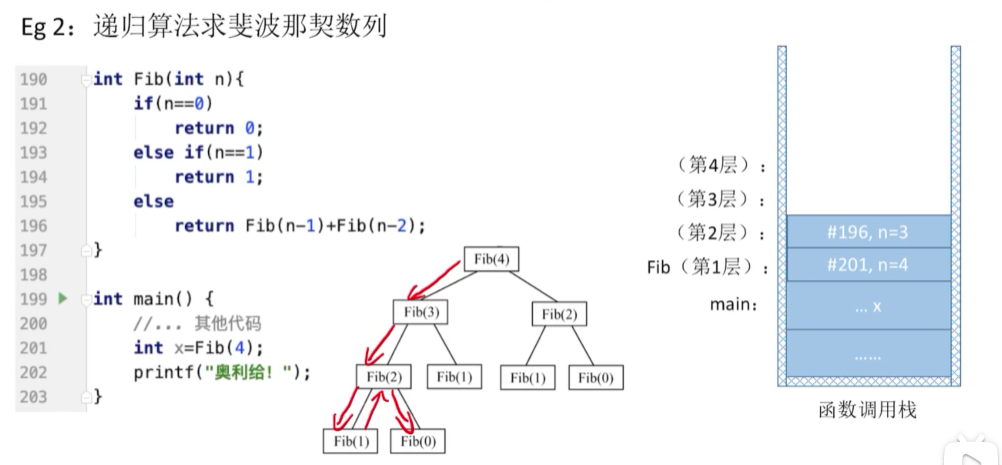 Eg 2：递归算法求斐波那契数列
190 int Fib(int n){
191 if(n==0)
192 return 0;
193 else if(n==1)
194 return 1;
195 else
196 return Fib(n-1)+Fib(n-2);
197 }
198
199 int main() {
200 //... 其他代码
201 int x=Fib(4);
202 printf("奥利给！");
203 }
Fib(4)
Fib(3) Fib(2)
Fib(2) Fib(1) Fib(1) Fib(0)
Fib(1) Fib(0)
（第4层）：
（第3层）：
（第2层）： #196, n=3
Fib（第1层）： #201, n=4
main： ... x
......
函数调用栈